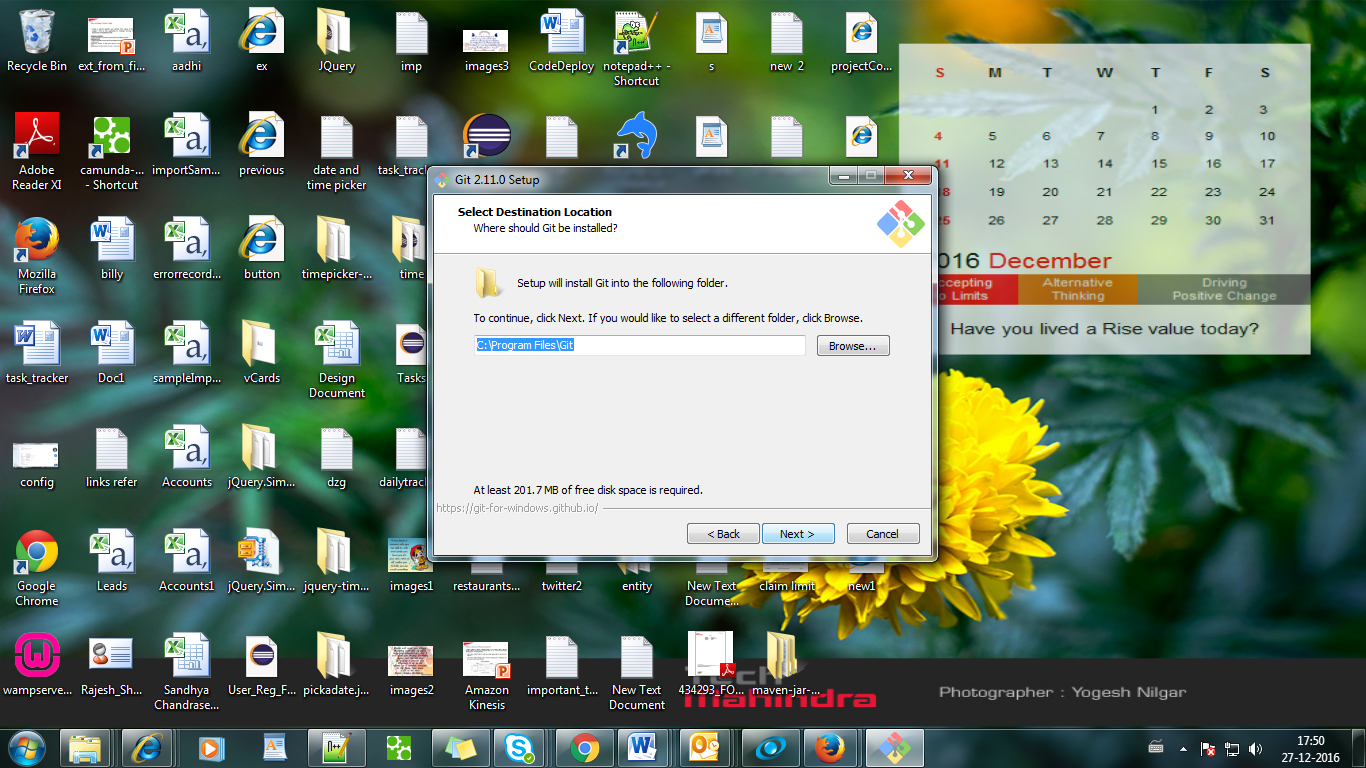 Recycle Bin
ext_from_fi...
aadhi
ex
JQuery
imp
images3
CodeDeploy
notepad++ -
Shortcut
s
new 2
projectCo...
Adobe
Reader XI
camunda-...
- Shortcut
importSam...
previous
date and
time picker
Mozilla
Firefox
billy
errorrecord...
button
timepicker-...
time
task_tracker
Doc1
sampleImp...
vCards
Design
Document
Tasks
config
links refer
Accounts
jQuery.Sim...
dzg
Google
Chrome
Leads
Accounts1
jQuery.Sim...
jquery-tim...
images1
restaurants...
twitter2
entity
New Text
Docume...
claim limit
new1
wampserve...
Rajesh_Sh...
Sandhya
Chandrase...
User_Reg_F...
pickadate.j...
images2
Amazon
Kinesis
important_t...
New Text
Document
434293_FO...
maven-jar-...
Git 2.11.0 Setup
Select Destination Location
Where should Git be installed?
Setup will install Git into the following folder.
To continue, click Next. If you would like to select a different folder, click Browse.
C:\Program Files\Git
Browse...
At least 201.7 MB of free disk space is required.
https://git-for-windows.github.io/
< Back
Next >
Cancel
S M T W T F S
1 2 3
4 5 6 7 8 9 10
11 12 13 14 15 16 17
18 19 20 21 22 23 24
25 26 27 28 29 30 31
2016 December
Accepting
No Limits
Alternative
Thinking
Driving
Positive Change
Have you lived a Rise value today?
Tech
Mahindra
Photographer : Yogesh Nilgar
17:50
27-12-2016